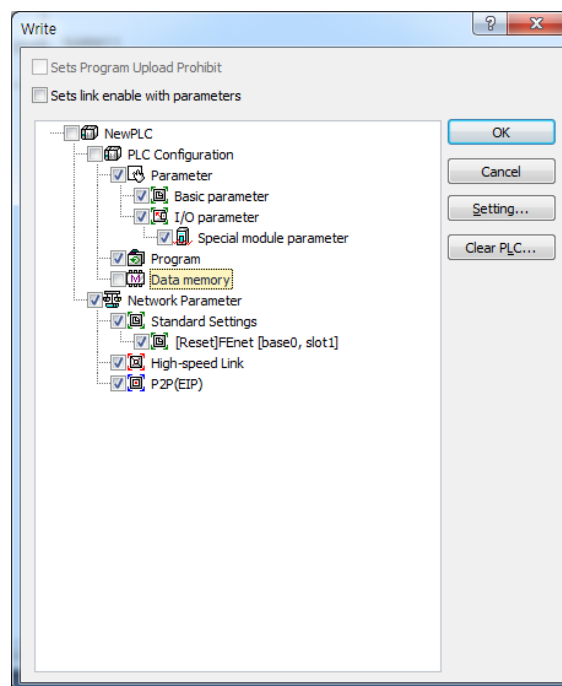 Write
Sets Program Upload Prohibit
Sets link enable with parameters
NewPLC
PLC Configuration
Parameter
Basic parameter
I/O parameter
Special module parameter
Program
Data memory
Network Parameter
Standard Settings
[Reset]FEnet [base0, slot1]
High-speed Link
P2P(EIP)
OK
Cancel
Setting...
Clear PLC...